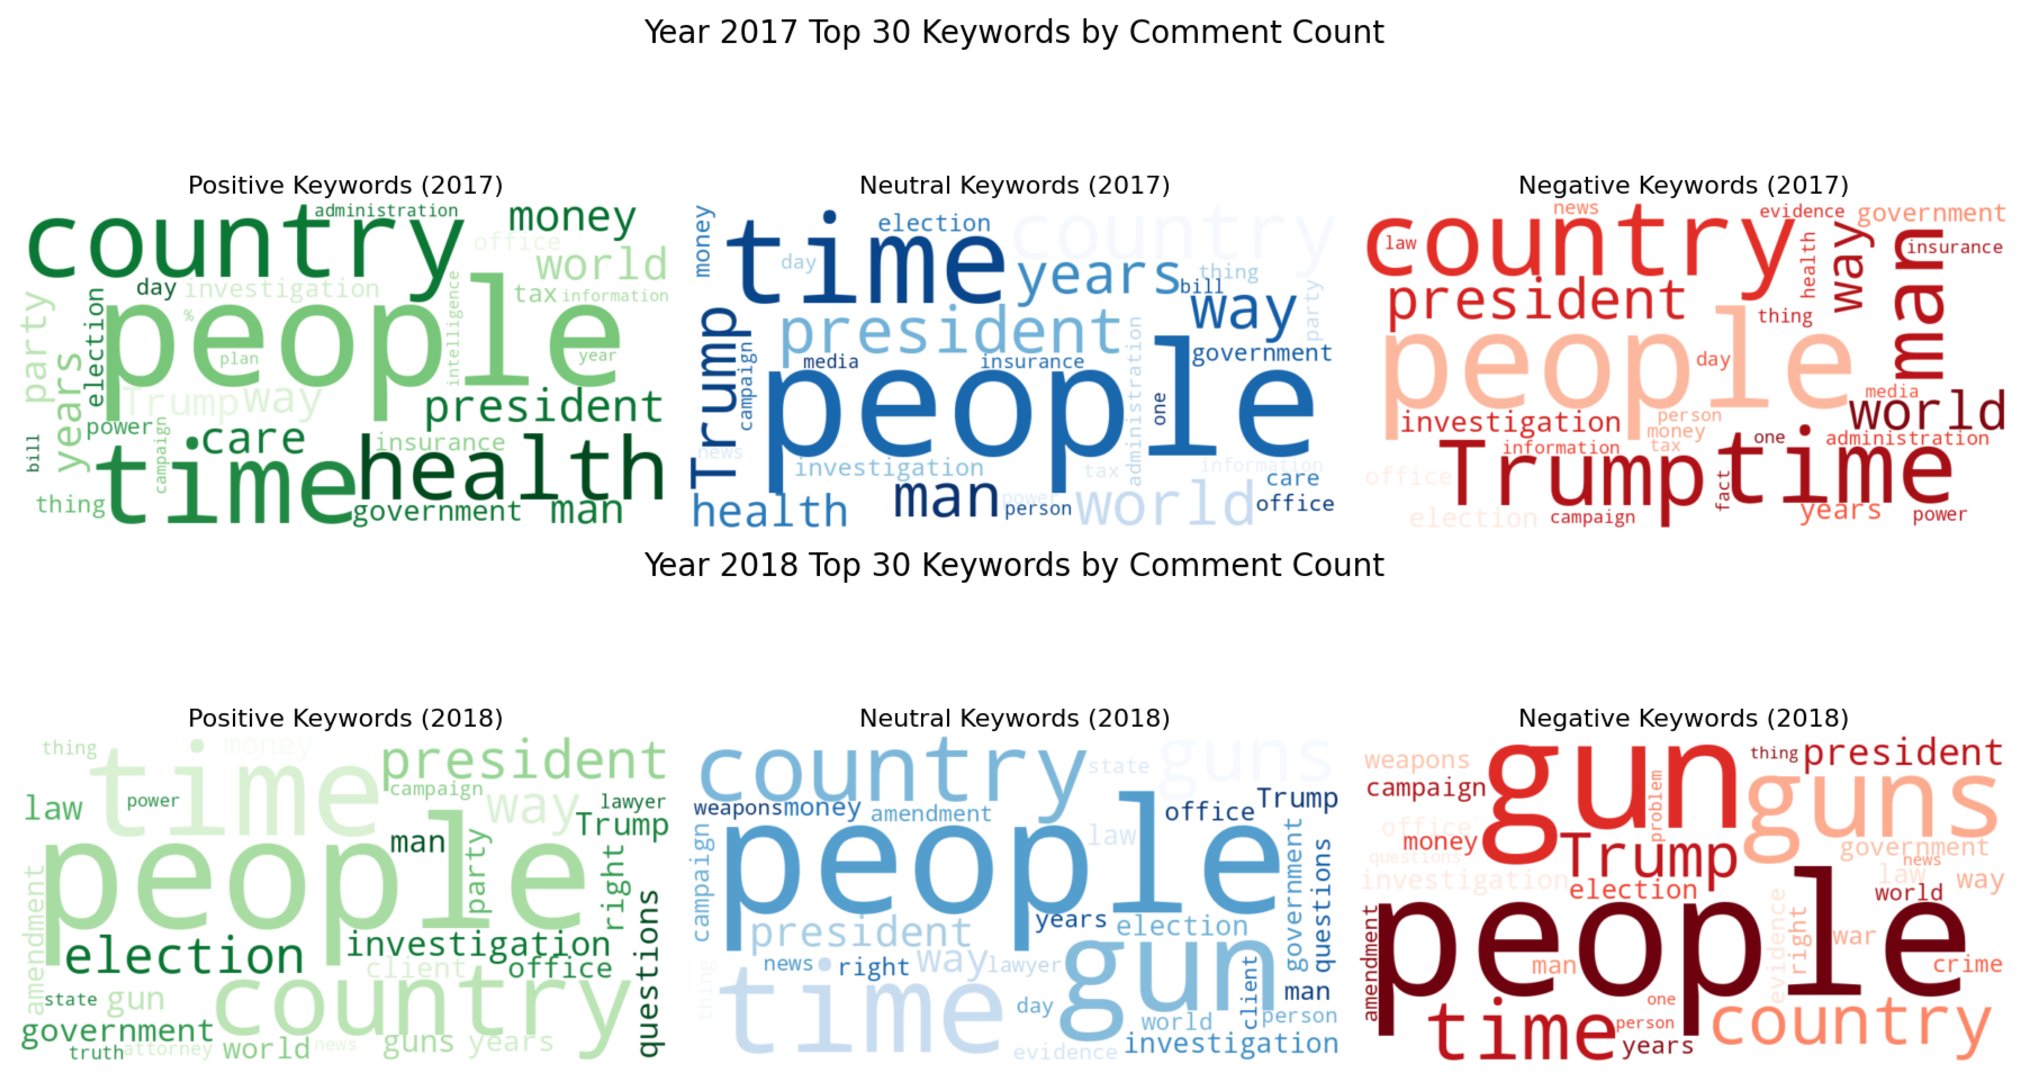 Year 2017 Top 30 Keywords by Comment Count
Positive Keywords (2017)
country
administration
money
office
world
day
investigation
tax
information
party
election
%
people
intelligence
plan
year
years
Trump
way
president
power
care
bill
campaign
insurance
time
health
thing
government
man
Neutral Keywords (2017)
money
time
election
country
day
years
thing
bill
way
party
Trump
president
media
insurance
government
campaign
people
administration
one
news
investigation
tax
information
health
man
power
person
world
care
office
Negative Keywords (2017)
country
news
evidence
government
law
health
way
man
insurance
president
thing
people
day
media
world
investigation
person
money
one
administration
Trump
information
tax
time
office
fact
election
campaign
years
power
Year 2018 Top 30 Keywords by Comment Count
Positive Keywords (2018)
thing
time
money
president
campaign
law
power
way
lawyer
Trump
people
man
party
right
amendment
election
investigation
client
office
questions
state
gun
country
government
truth
attorney
world
news
guns
years
Neutral Keywords (2018)
country
state
guns
weapons
money
amendment
office
Trump
campaign
people
law
government
questions
president
years
election
thing
news
right
way
lawyer
gun
client
man
time
day
world
person
evidence
investigation
Negative Keywords (2018)
weapons
gun
thing
president
campaign
problem
guns
office
money
Trump
government
questions
news
investigation
election
law
way
world
people
amendment
evidence
right
war
man
crime
one
time
person
years
country